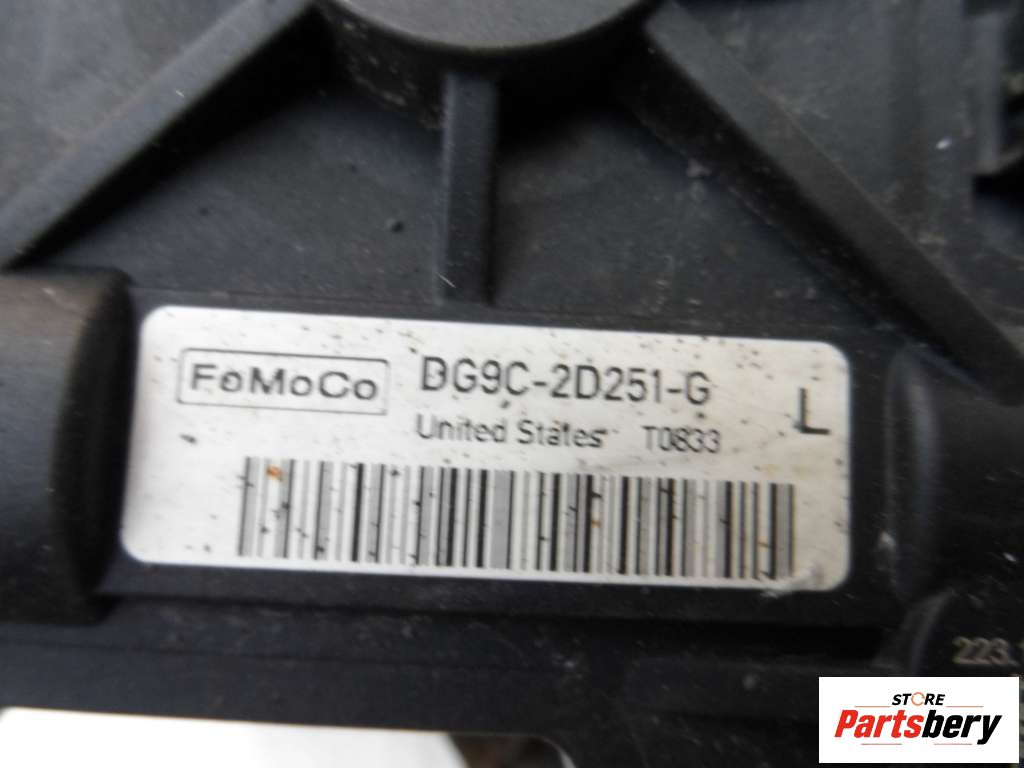 FoMoCo
DG9C-2D251-G
L
United States T0833
STORE
Partsbery